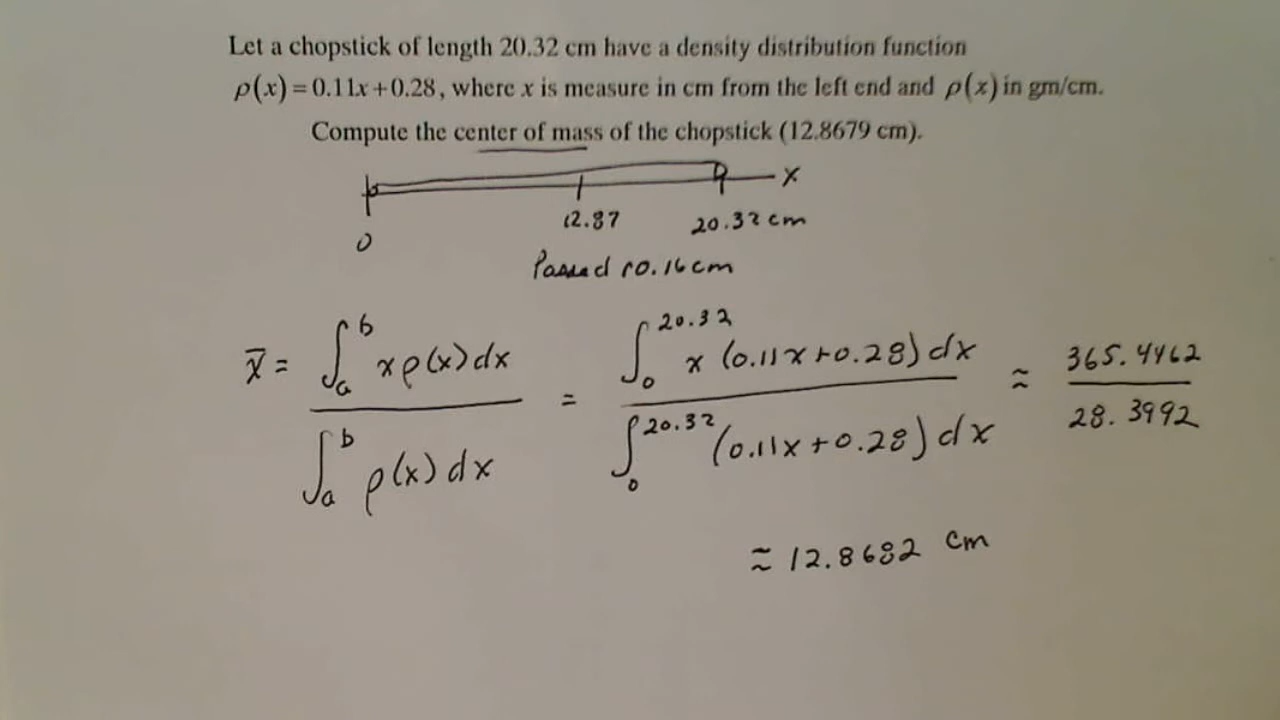 Let a chopstick of length 20.32 cm have a density distribution function
ρ(x) = 0.11x + 0.28, where x is measure in cm from the left end and ρ(x) in gm/cm.
Compute the center of mass of the chopstick (12.8679 cm).
x
0 12.87 20.32 cm
Passed 10.16 cm
x̄ = ∫_a^b xρ(x)dx / ∫_a^b ρ(x)dx = ∫_0^20.32 x (0.11x+0.28)dx / ∫_0^20.32 (0.11x+0.28)dx ≈ 365.4462 / 28.3992
≈ 12.8682 cm